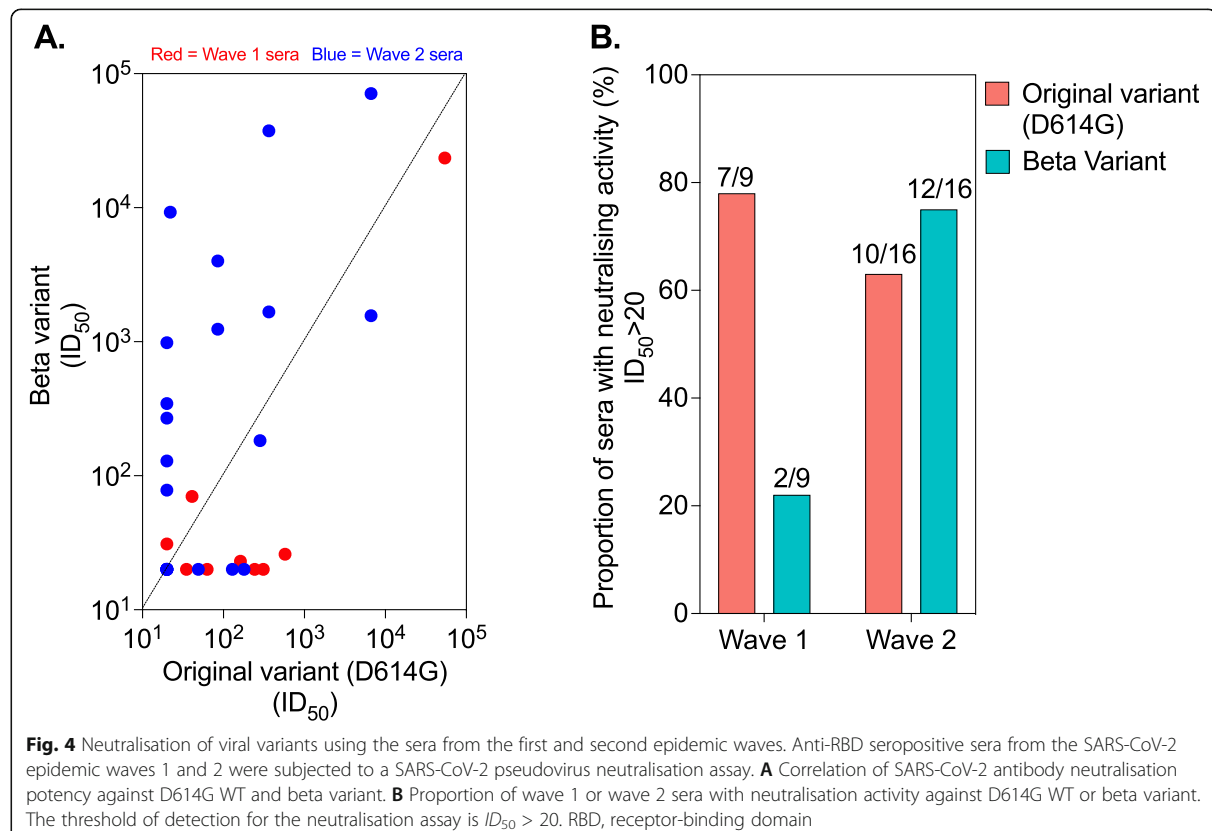 A.
Red = Wave 1 sera Blue = Wave 2 sera
10^5
10^4
10^3
10^2
10^1
Beta variant
(ID50)
10^1 10^2 10^3 10^4 10^5
Original variant (D614G)
(ID50)
B.
Proportion of sera with neutralising activity (%)
ID50>20
100
80
60
40
20
0
7/9
2/9
10/16
12/16
Wave 1 Wave 2
Original variant
(D614G)
Beta Variant
Fig. 4 Neutralisation of viral variants using the sera from the first and second epidemic waves. Anti-RBD seropositive sera from the SARS-CoV-2
epidemic waves 1 and 2 were subjected to a SARS-CoV-2 pseudovirus neutralisation assay. A Correlation of SARS-CoV-2 antibody neutralisation
potency against D614G WT and beta variant. B Proportion of wave 1 or wave 2 sera with neutralisation activity against D614G WT or beta variant.
The threshold of detection for the neutralisation assay is ID50 > 20. RBD, receptor-binding domain